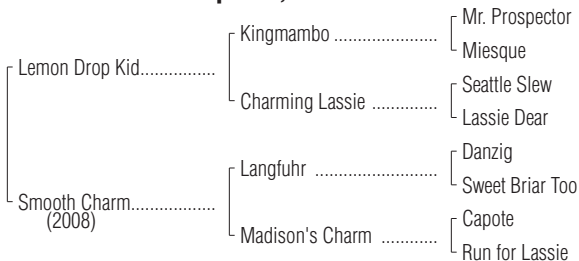 Mr. Prospector
Kingmambo .....................
Miesque
Lemon Drop Kid................
Seattle Slew
Charming Lassie .............
Lassie Dear
Danzig
Langfuhr ........................
Sweet Briar Too
Smooth Charm..................
(2008)
Capote
Madison's Charm ............
Run for Lassie